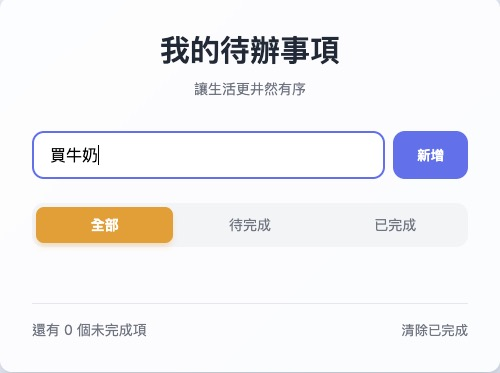 我的待辦事項
讓生活更井然有序
買牛奶
新增
全部
待完成
已完成
還有 0 個未完成項
清除已完成